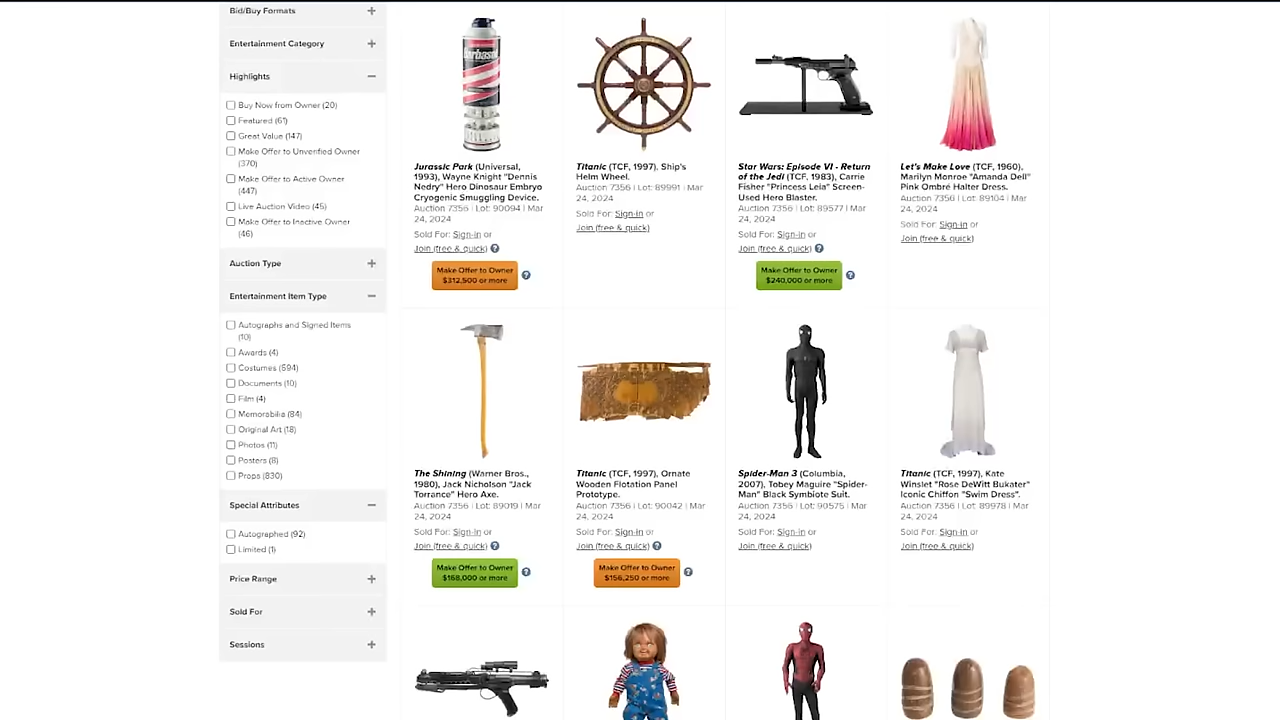 Bid/Buy Formats
Entertainment Category
Highlights
Buy Now from Owner (20)
Featured (61)
Great Value (147)
Make Offer to Unverified Owner
(370)
Make Offer to Active Owner
(447)
Live Auction Video (45)
Make Offer to Inactive Owner
(46)
Auction Type
Entertainment Item Type
Autographs and Signed Items
(10)
Awards (4)
Costumes (594)
Documents (10)
Film (4)
Memorabilia (84)
Original Art (18)
Photos (11)
Posters (8)
Props (830)
Special Attributes
Autographed (92)
Limited (1)
Price Range
Sold For
Sessions
Jurassic Park (Universal,
1993), Wayne Knight "Dennis
Nedry" Hero Dinosaur Embryo
Cryogenic Smuggling Device.
Auction 7356 | Lot: 90094 | Mar
24, 2024
Sold For: Sign-in or
Join (free & quick)
Make Offer to Owner
$312,500 or more
Titanic (TCF, 1997), Ship's
Helm Wheel.
Auction 7356 | Lot: 89991 | Mar
24, 2024
Sold For: Sign-in or
Join (free & quick)
Star Wars: Episode VI - Return
of the Jedi (TCF, 1983), Carrie
Fisher "Princess Leia" Screen-
Used Hero Blaster.
Auction 7356 | Lot: 89577 | Mar
24, 2024
Sold For: Sign-in or
Join (free & quick)
Make Offer to Owner
$240,000 or more
Let's Make Love (TCF, 1960),
Marilyn Monroe "Amanda Dell"
Pink Ombré Halter Dress.
Auction 7356 | Lot: 89104 | Mar
24, 2024
Sold For: Sign-in or
Join (free & quick)
The Shining (Warner Bros.,
1980), Jack Nicholson "Jack
Torrance" Hero Axe.
Auction 7356 | Lot: 89019 | Mar
24, 2024
Sold For: Sign-in or
Join (free & quick)
Make Offer to Owner
$168,000 or more
Titanic (TCF, 1997), Ornate
Wooden Flotation Panel
Prototype.
Auction 7356 | Lot: 90042 | Mar
24, 2024
Sold For: Sign-in or
Join (free & quick)
Make Offer to Owner
$156,250 or more
Spider-Man 3 (Columbia,
2007), Tobey Maguire "Spider-
Man" Black Symbiote Suit.
Auction 7356 | Lot: 90575 | Mar
24, 2024
Sold For: Sign-in or
Join (free & quick)
Titanic (TCF, 1997), Kate
Winslet "Rose DeWitt Bukater"
Iconic Chiffon "Swim Dress".
Auction 7356 | Lot: 89978 | Mar
24, 2024
Sold For: Sign-in or
Join (free & quick)